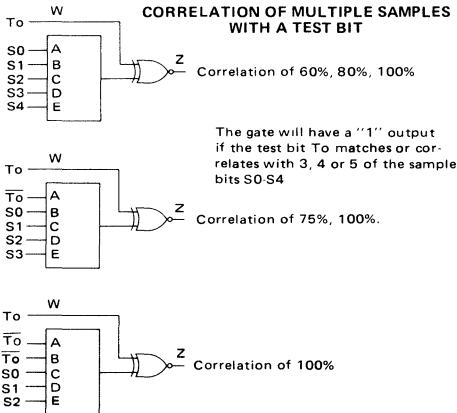 CORRELATION OF MULTIPLE SAMPLES
WITH A TEST BIT
W
To
S0 A
S1 B
S2 C
S3 D
S4 E
Z
Correlation of 60%, 80%, 100%
The gate will have a "1" output
if the test bit To matches or cor-
relates with 3, 4 or 5 of the sample
bits S0-S4
W
To
T̅o̅ A
S0 B
S1 C
S2 D
S3 E
Z
Correlation of 75%, 100%.
W
To
T̅o̅ A
T̅o̅ B
S0 C
S1 D
S2 E
Z
Correlation of 100%